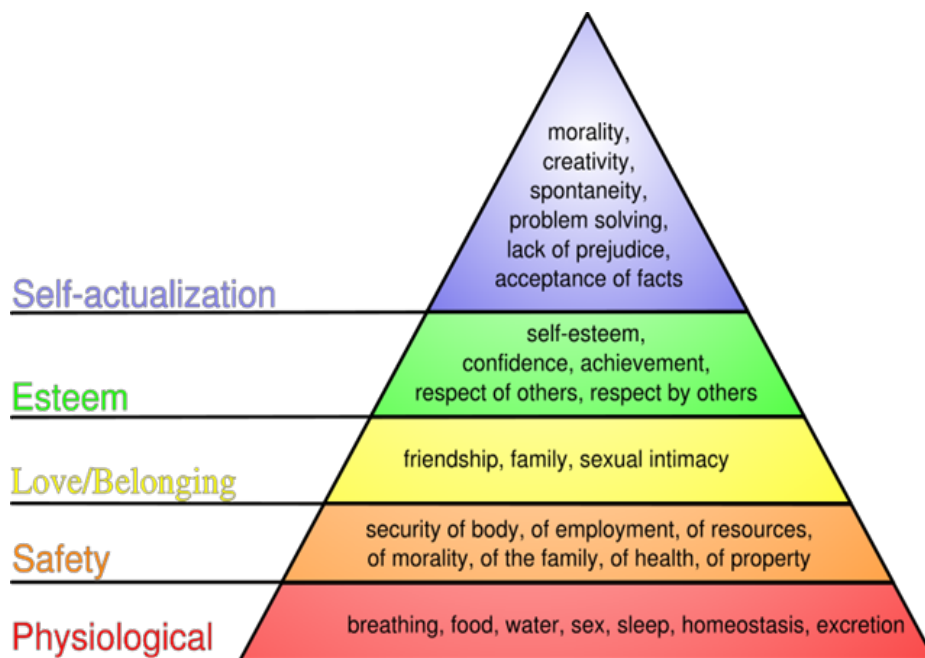 morality,
creativity,
spontaneity,
problem solving,
lack of prejudice,
acceptance of facts
Self-actualization
self-esteem,
confidence, achievement,
respect of others, respect by others
Esteem
friendship, family, sexual intimacy
Love/Belonging
security of body, of employment, of resources,
of morality, of the family, of health, of property
Safety
breathing, food, water, sex, sleep, homeostasis, excretion
Physiological